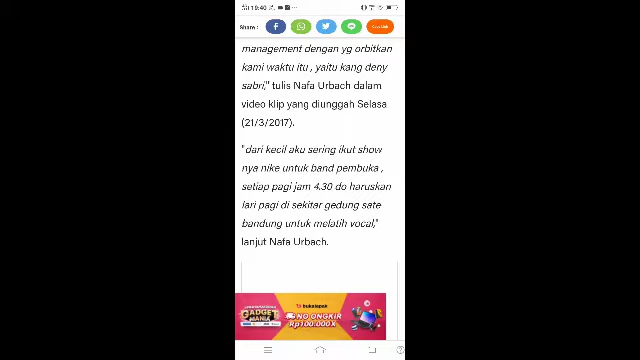 19:40
Share :
management dengan yg orbitkan
kami waktu itu , yaitu kang deny
sabri," tulis Nafa Urbach dalam
video klip yang diunggah Selasa
(21/3/2017).
"dari kecil aku sering ikut show
nya nike untuk band pembuka ,
setiap pagi jam 4.30 do haruskan
lari pagi di sekitar gedung sate
bandung untuk melatih vocal,"
lanjut Nafa Urbach.
bukalapak
GADGET
MANIA
NO ONGKIR
Rp100.000X